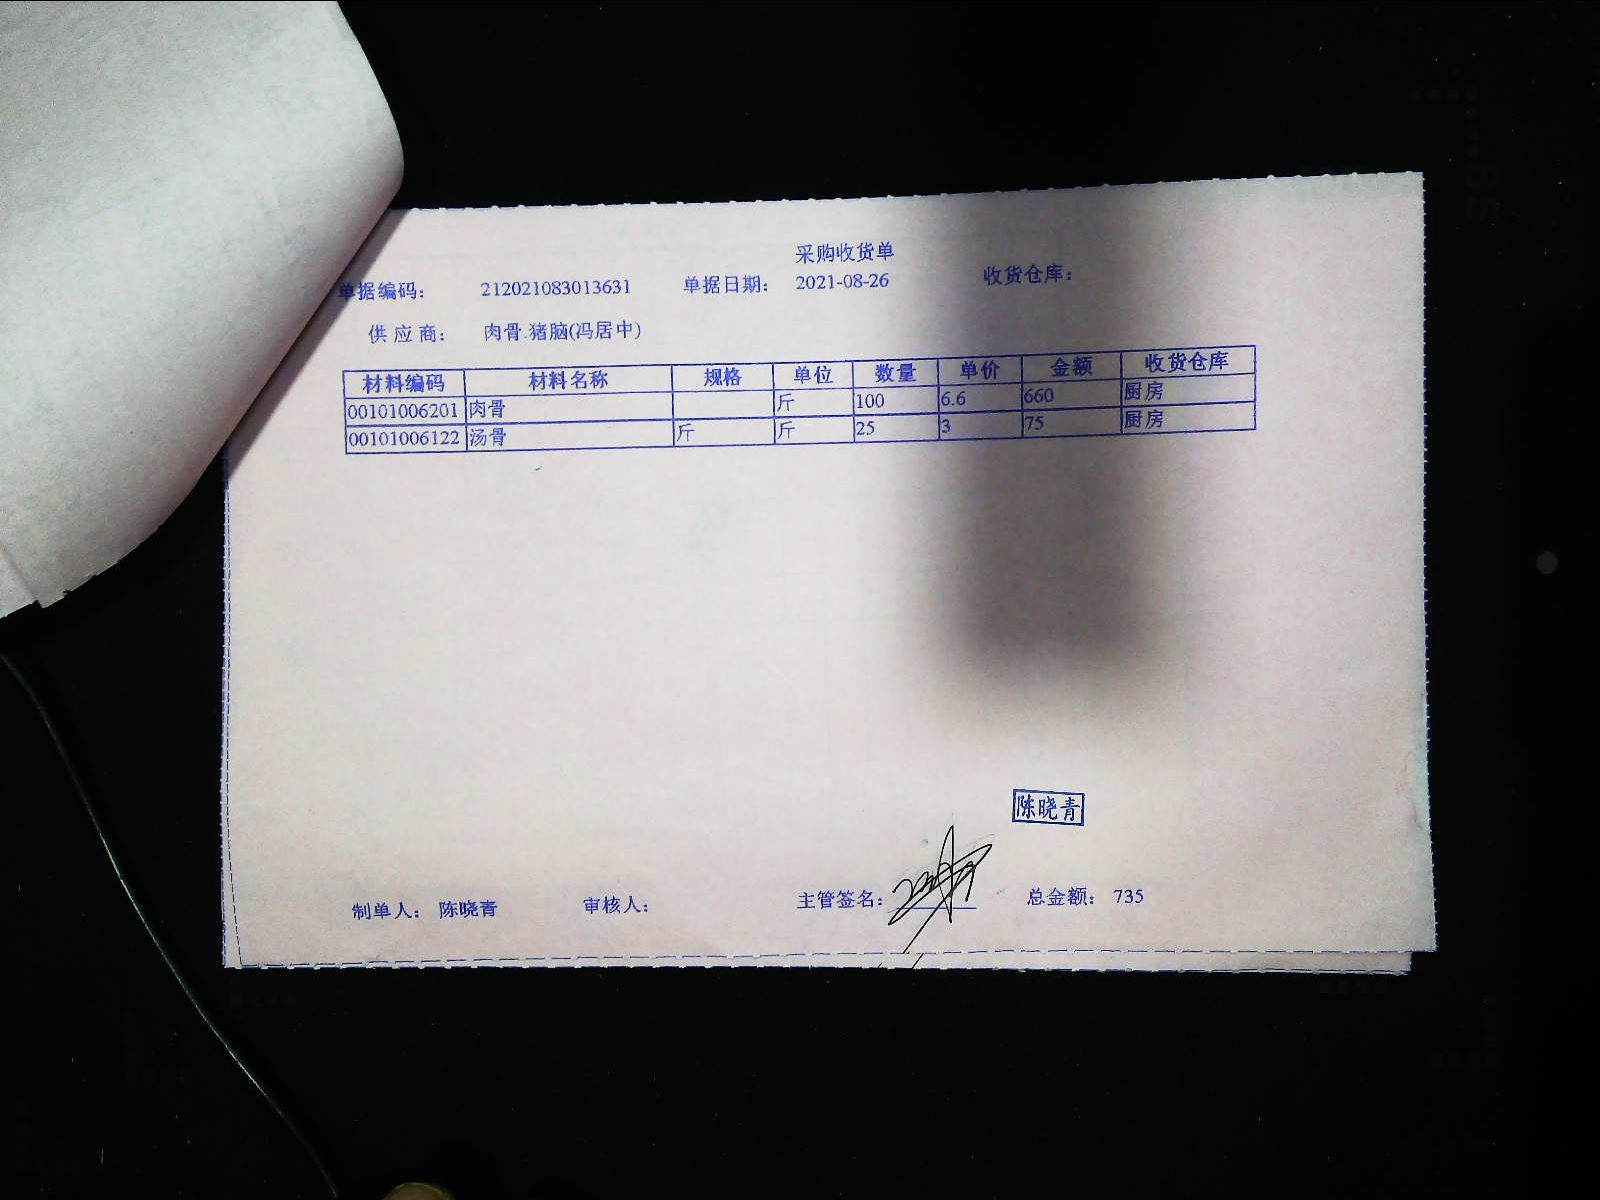 采购收货单
单据编码: 212021083013631 单据日期: 2021-08-26 收货仓库:
供应商: 肉骨.猪脑(冯居中)
材料编码 材料名称 规格 单位 数量 单价 金额 收货仓库
00101006201 肉骨 斤 100 6.6 660 厨房
00101006122 汤骨 斤 斤 25 3 75 厨房
陈晓青
制单人: 陈晓青 审核人: 主管签名: 总金额: 735